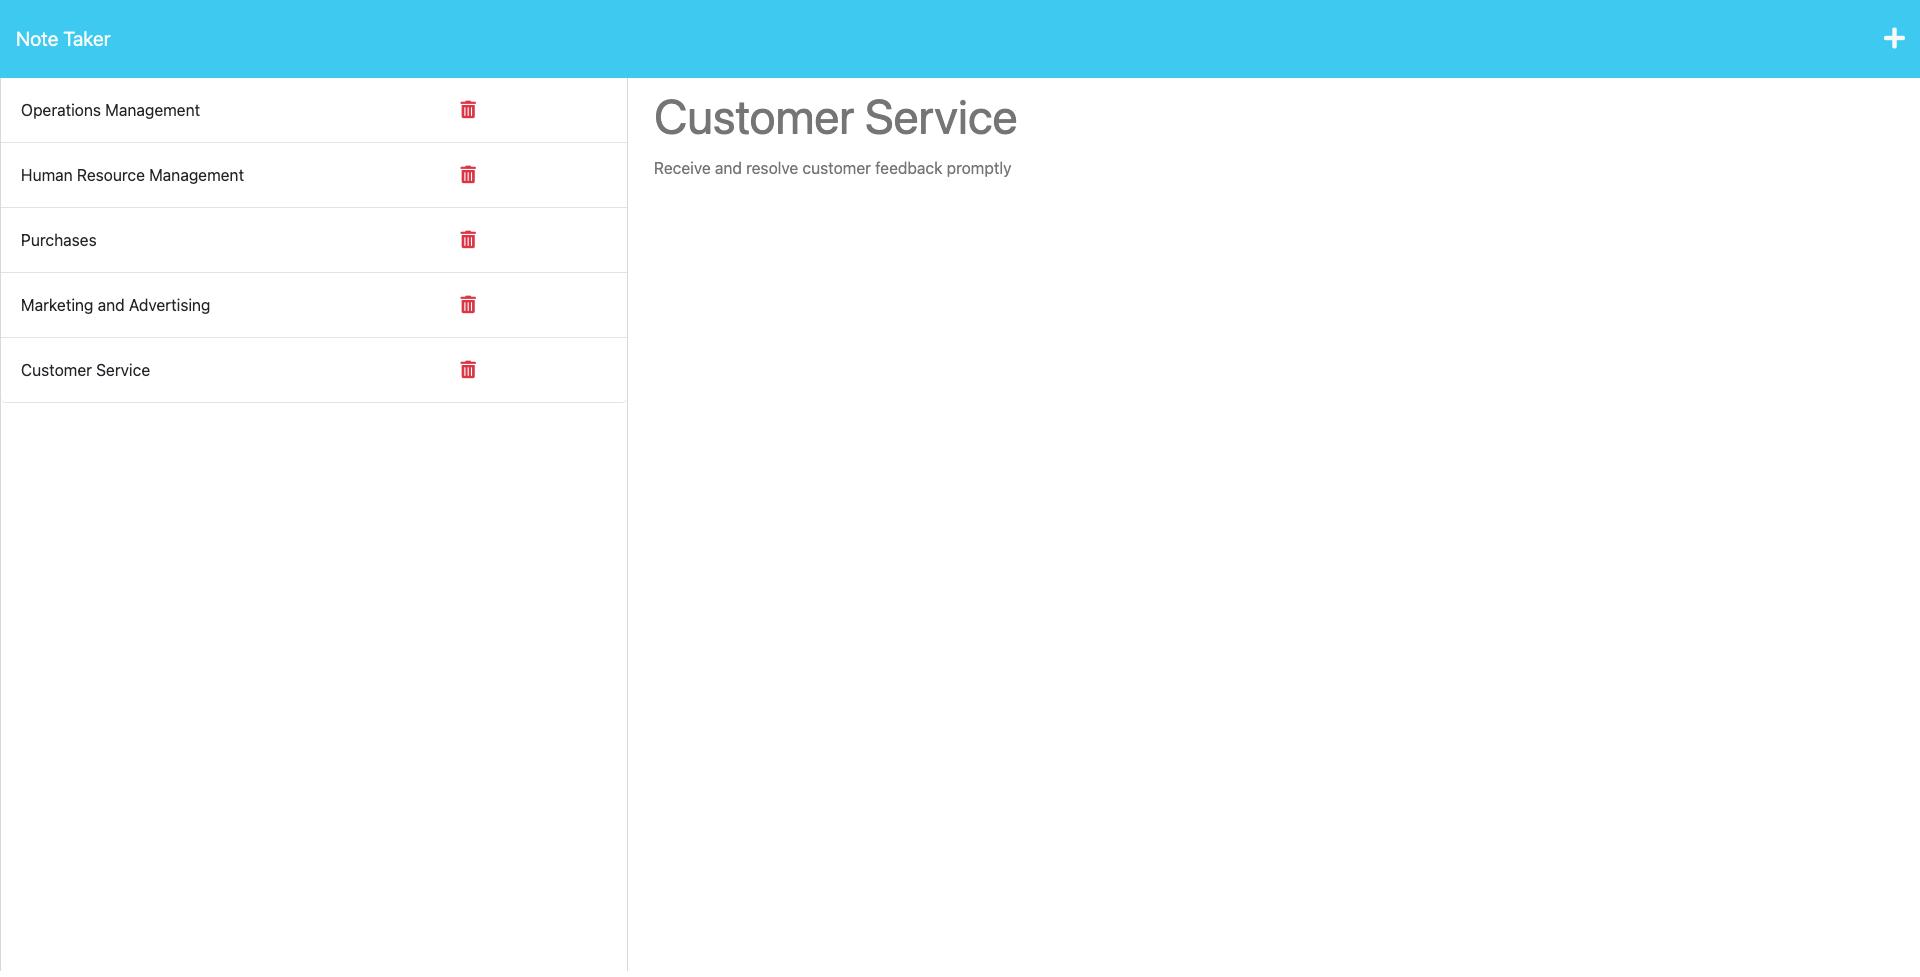 Note Taker
Operations Management
Human Resource Management
Purchases
Marketing and Advertising
Customer Service
Customer Service
Receive and resolve customer feedback promptly